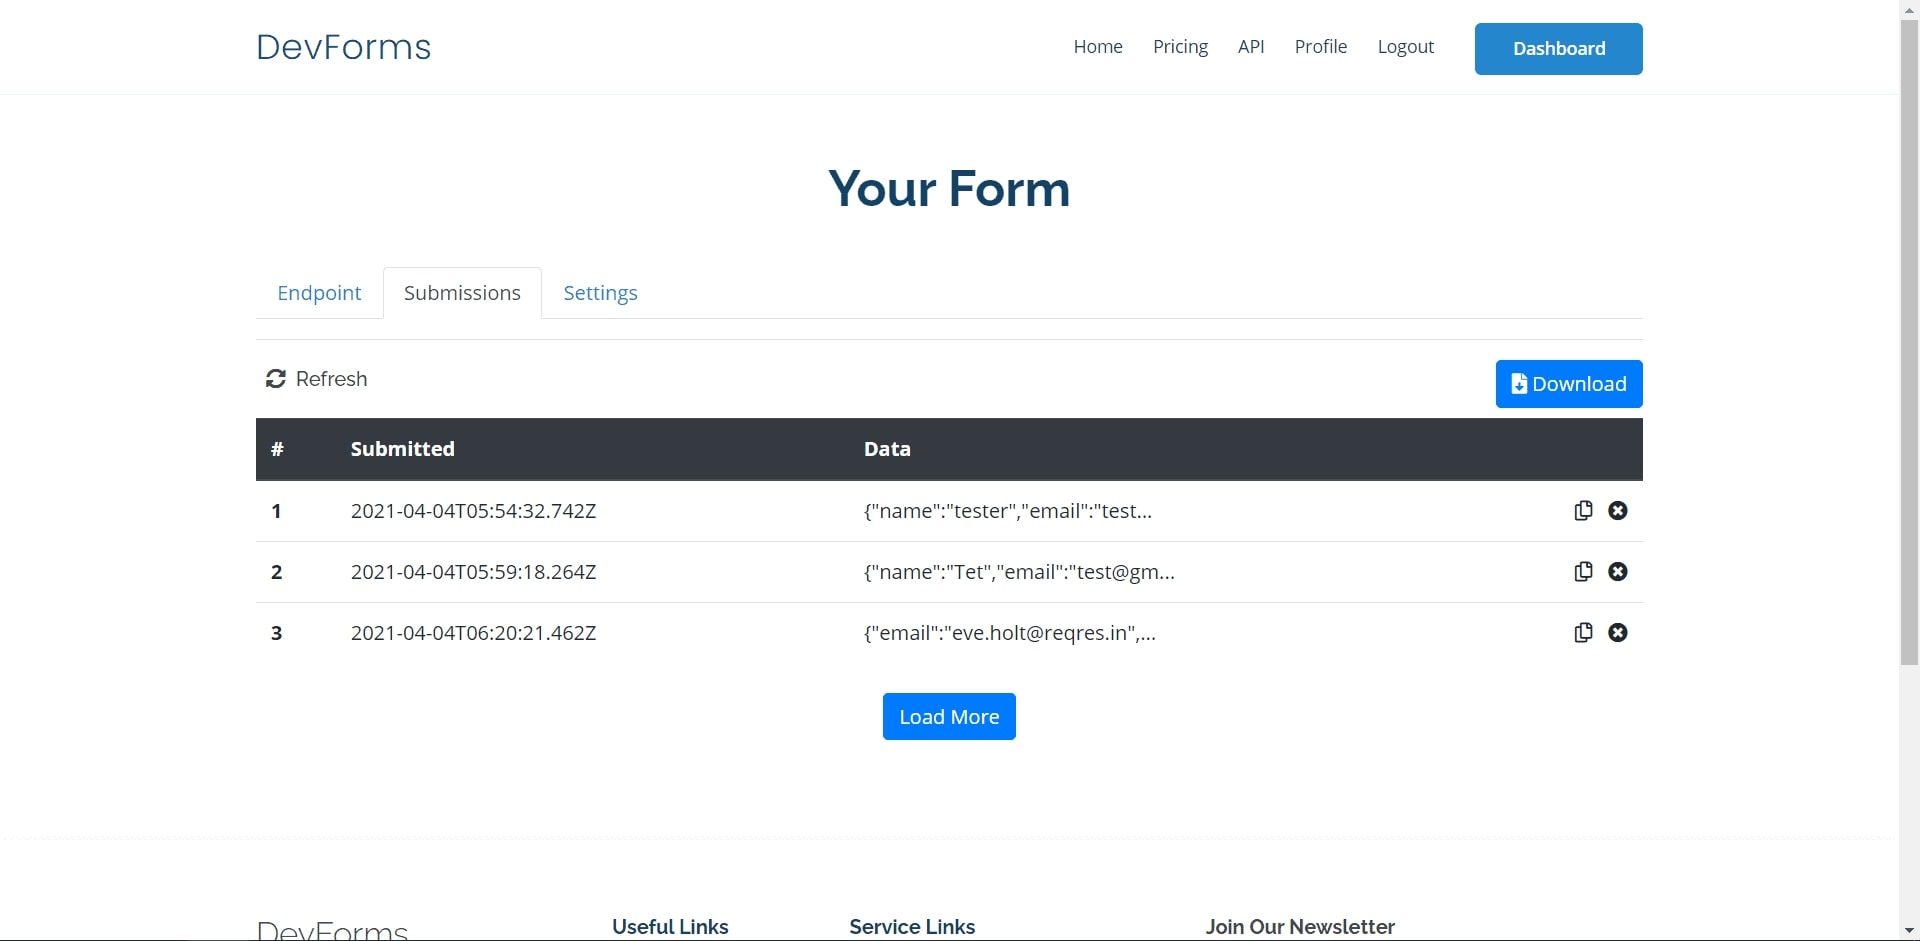 DevForms
Home Pricing API Profile Logout Dashboard
Your Form
Endpoint Submissions Settings
Refresh
Download
# Submitted Data
1 2021-04-04T05:54:32.742Z {"name":"tester","email":"test...
2 2021-04-04T05:59:18.264Z {"name":"Tet","email":"test@gm...
3 2021-04-04T06:20:21.462Z {"email":"eve.holt@reqres.in",...
Load More
DevForms Useful Links Service Links Join Our Newsletter